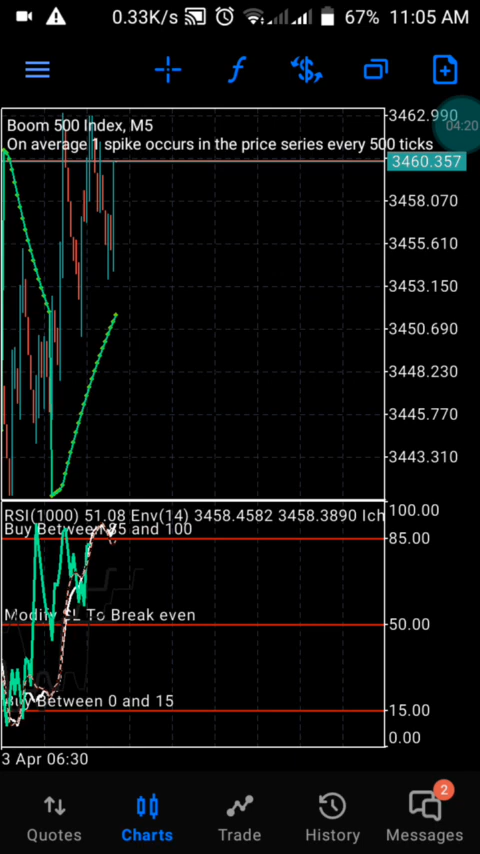 0.33K/s 67% 11:05 AM
Boom 500 Index, M5
On average 1 spike occurs in the price series every 500 ticks
04:20
3462.990
3460.357
3458.070
3455.610
3453.150
3450.690
3448.230
3445.770
3443.310
RSI(1000) 51.08 Env(14) 3458.4582 3458.3890 Ich
Buy Between 85 and 100
Modify SL To Break even
Buy Between 0 and 15
100.00
85.00
50.00
15.00
0.00
3 Apr 06:30
2
Quotes Charts Trade History Messages